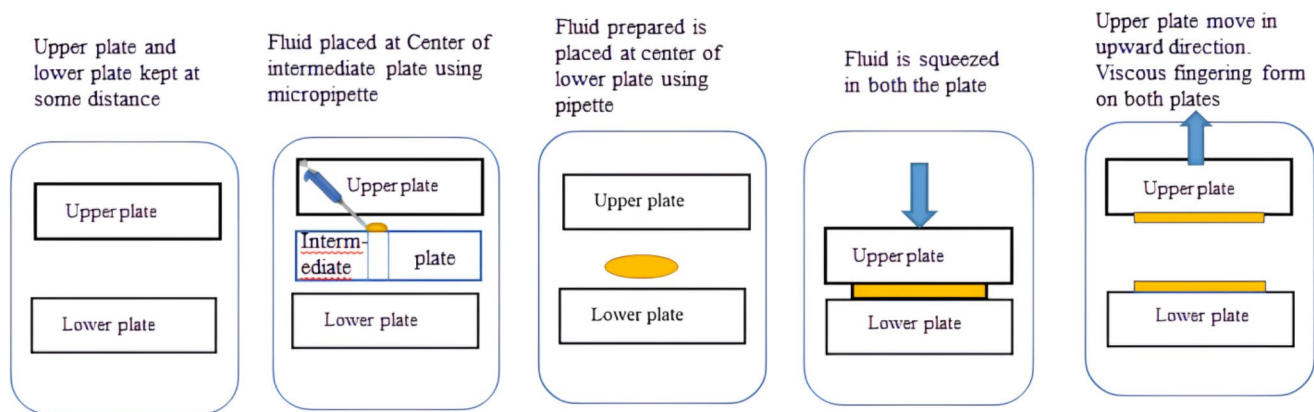 Upper plate and
lower plate kept at
some distance
Upper plate
Lower plate
Fluid placed at Center of
intermediate plate using
micropipette
Upper plate
Interm-
ediate
plate
Lower plate
Fluid prepared is
placed at center of
lower plate using
pipette
Upper plate
Lower plate
Fluid is squeezed
in both the plate
Upper plate
Lower plate
Upper plate move in
upward direction.
Viscous fingering form
on both plates
Upper plate
Lower plate